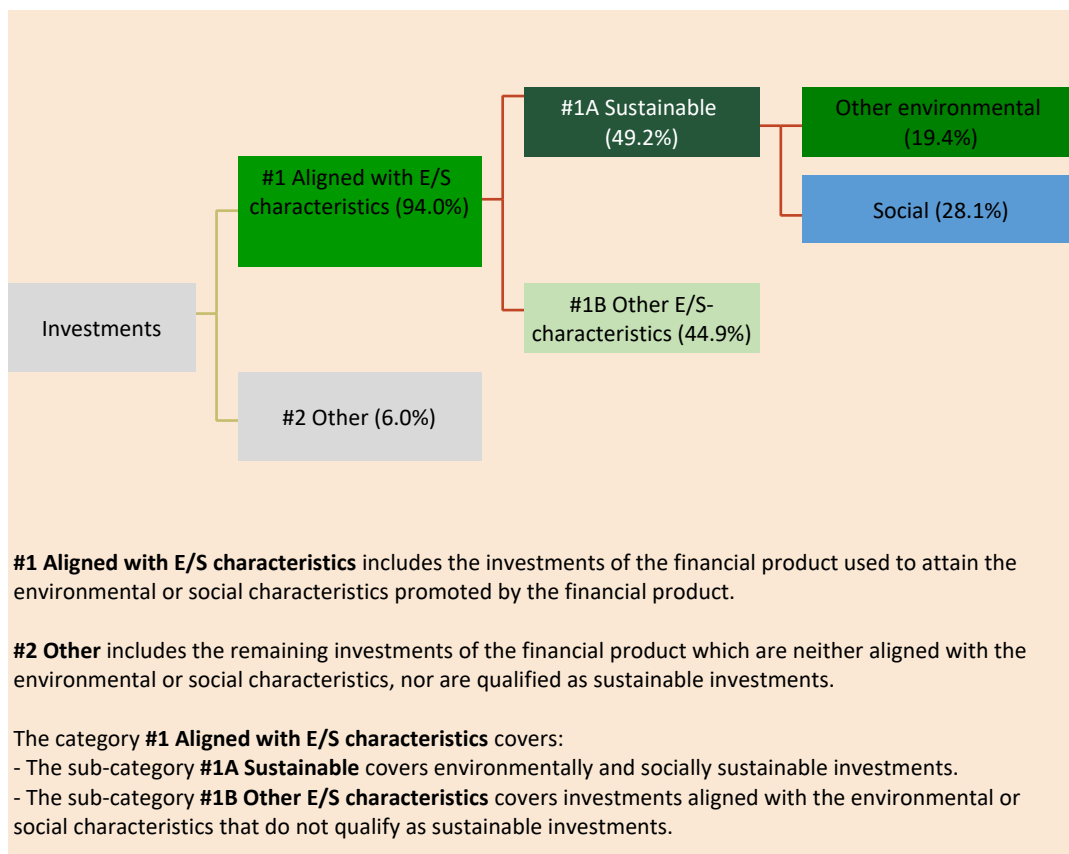 #1A Sustainable
(49.2%)
Other environmental
(19.4%)
#1 Aligned with E/S
characteristics (94.0%)
Social (28.1%)
Investments
#1B Other E/S-
characteristics (44.9%)
#2 Other (6.0%)
#1 Aligned with E/S characteristics includes the investments of the financial product used to attain the
environmental or social characteristics promoted by the financial product.
#2 Other includes the remaining investments of the financial product which are neither aligned with the
environmental or social characteristics, nor are qualified as sustainable investments.
The category #1 Aligned with E/S characteristics covers:
- The sub-category #1A Sustainable covers environmentally and socially sustainable investments.
- The sub-category #1B Other E/S characteristics covers investments aligned with the environmental or
social characteristics that do not qualify as sustainable investments.